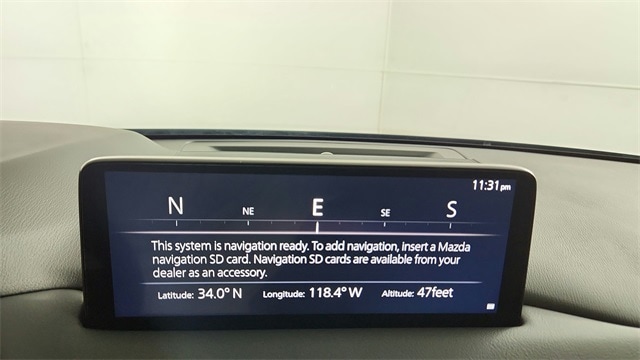 11:31pm
N NE E SE S
This system is navigation ready. To add navigation, insert a Mazda
navigation SD card. Navigation SD cards are available from your
dealer as an accessory.
Latitude: 34.0° N Longitude: 118.4° W Altitude: 47feet